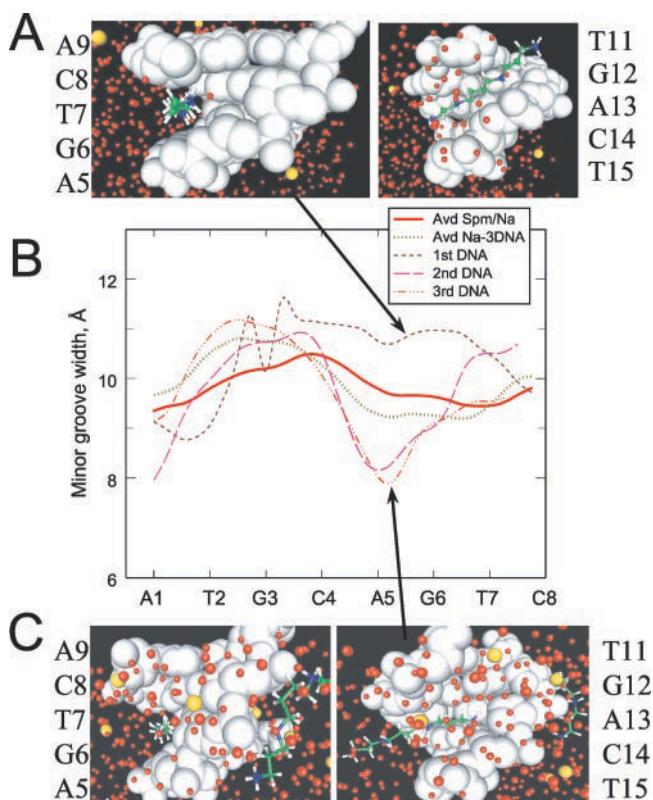 A
A9
C8
T7
G6
A5
T11
G12
A13
C14
T15
B
Avd Spm/Na
Avd Na-3DNA
1st DNA
2nd DNA
3rd DNA
Minor groove width, Å
12
10
8
6
A1 T2 G3 C4 A5 G6 T7 C8
C
A9
C8
T7
G6
A5
T11
G12
A13
C14
T15